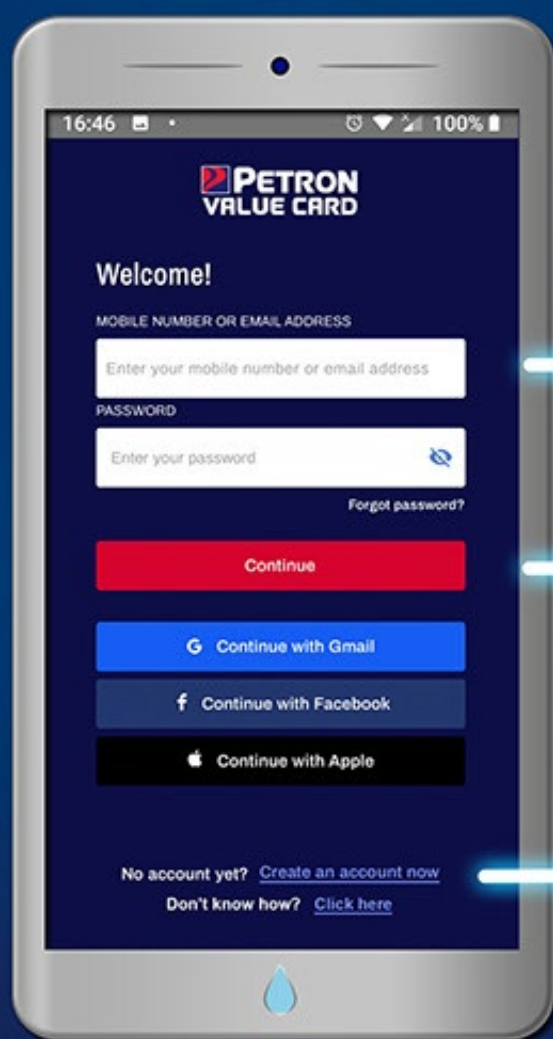 16:46
100%
PETRON
VALUE CARD
Welcome!
MOBILE NUMBER OR EMAIL ADDRESS
Enter your mobile number or email address
PASSWORD
Enter your password
Forgot password?
Continue
G Continue with Gmail
f Continue with Facebook
Continue with Apple
No account yet? Create an account now
Don't know how? Click here